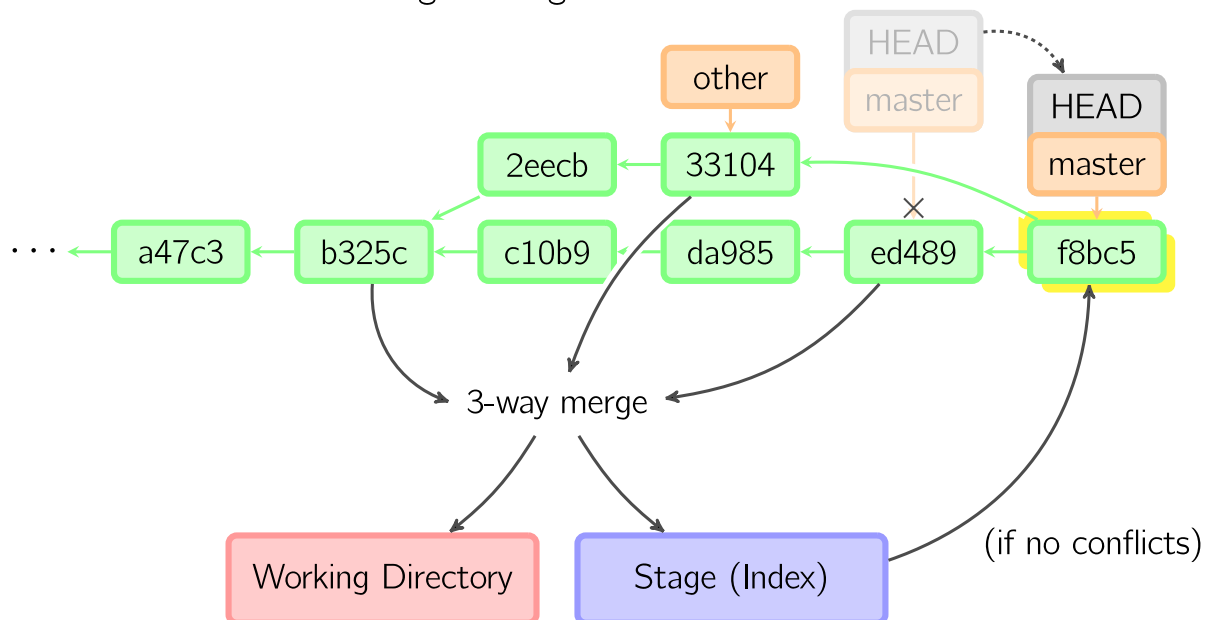 HEAD
other
master
HEAD
2eecb
33104
master
...
a47c3
b325c
c10b9
da985
ed489
f8bc5
3-way merge
(if no conflicts)
Working Directory
Stage (Index)